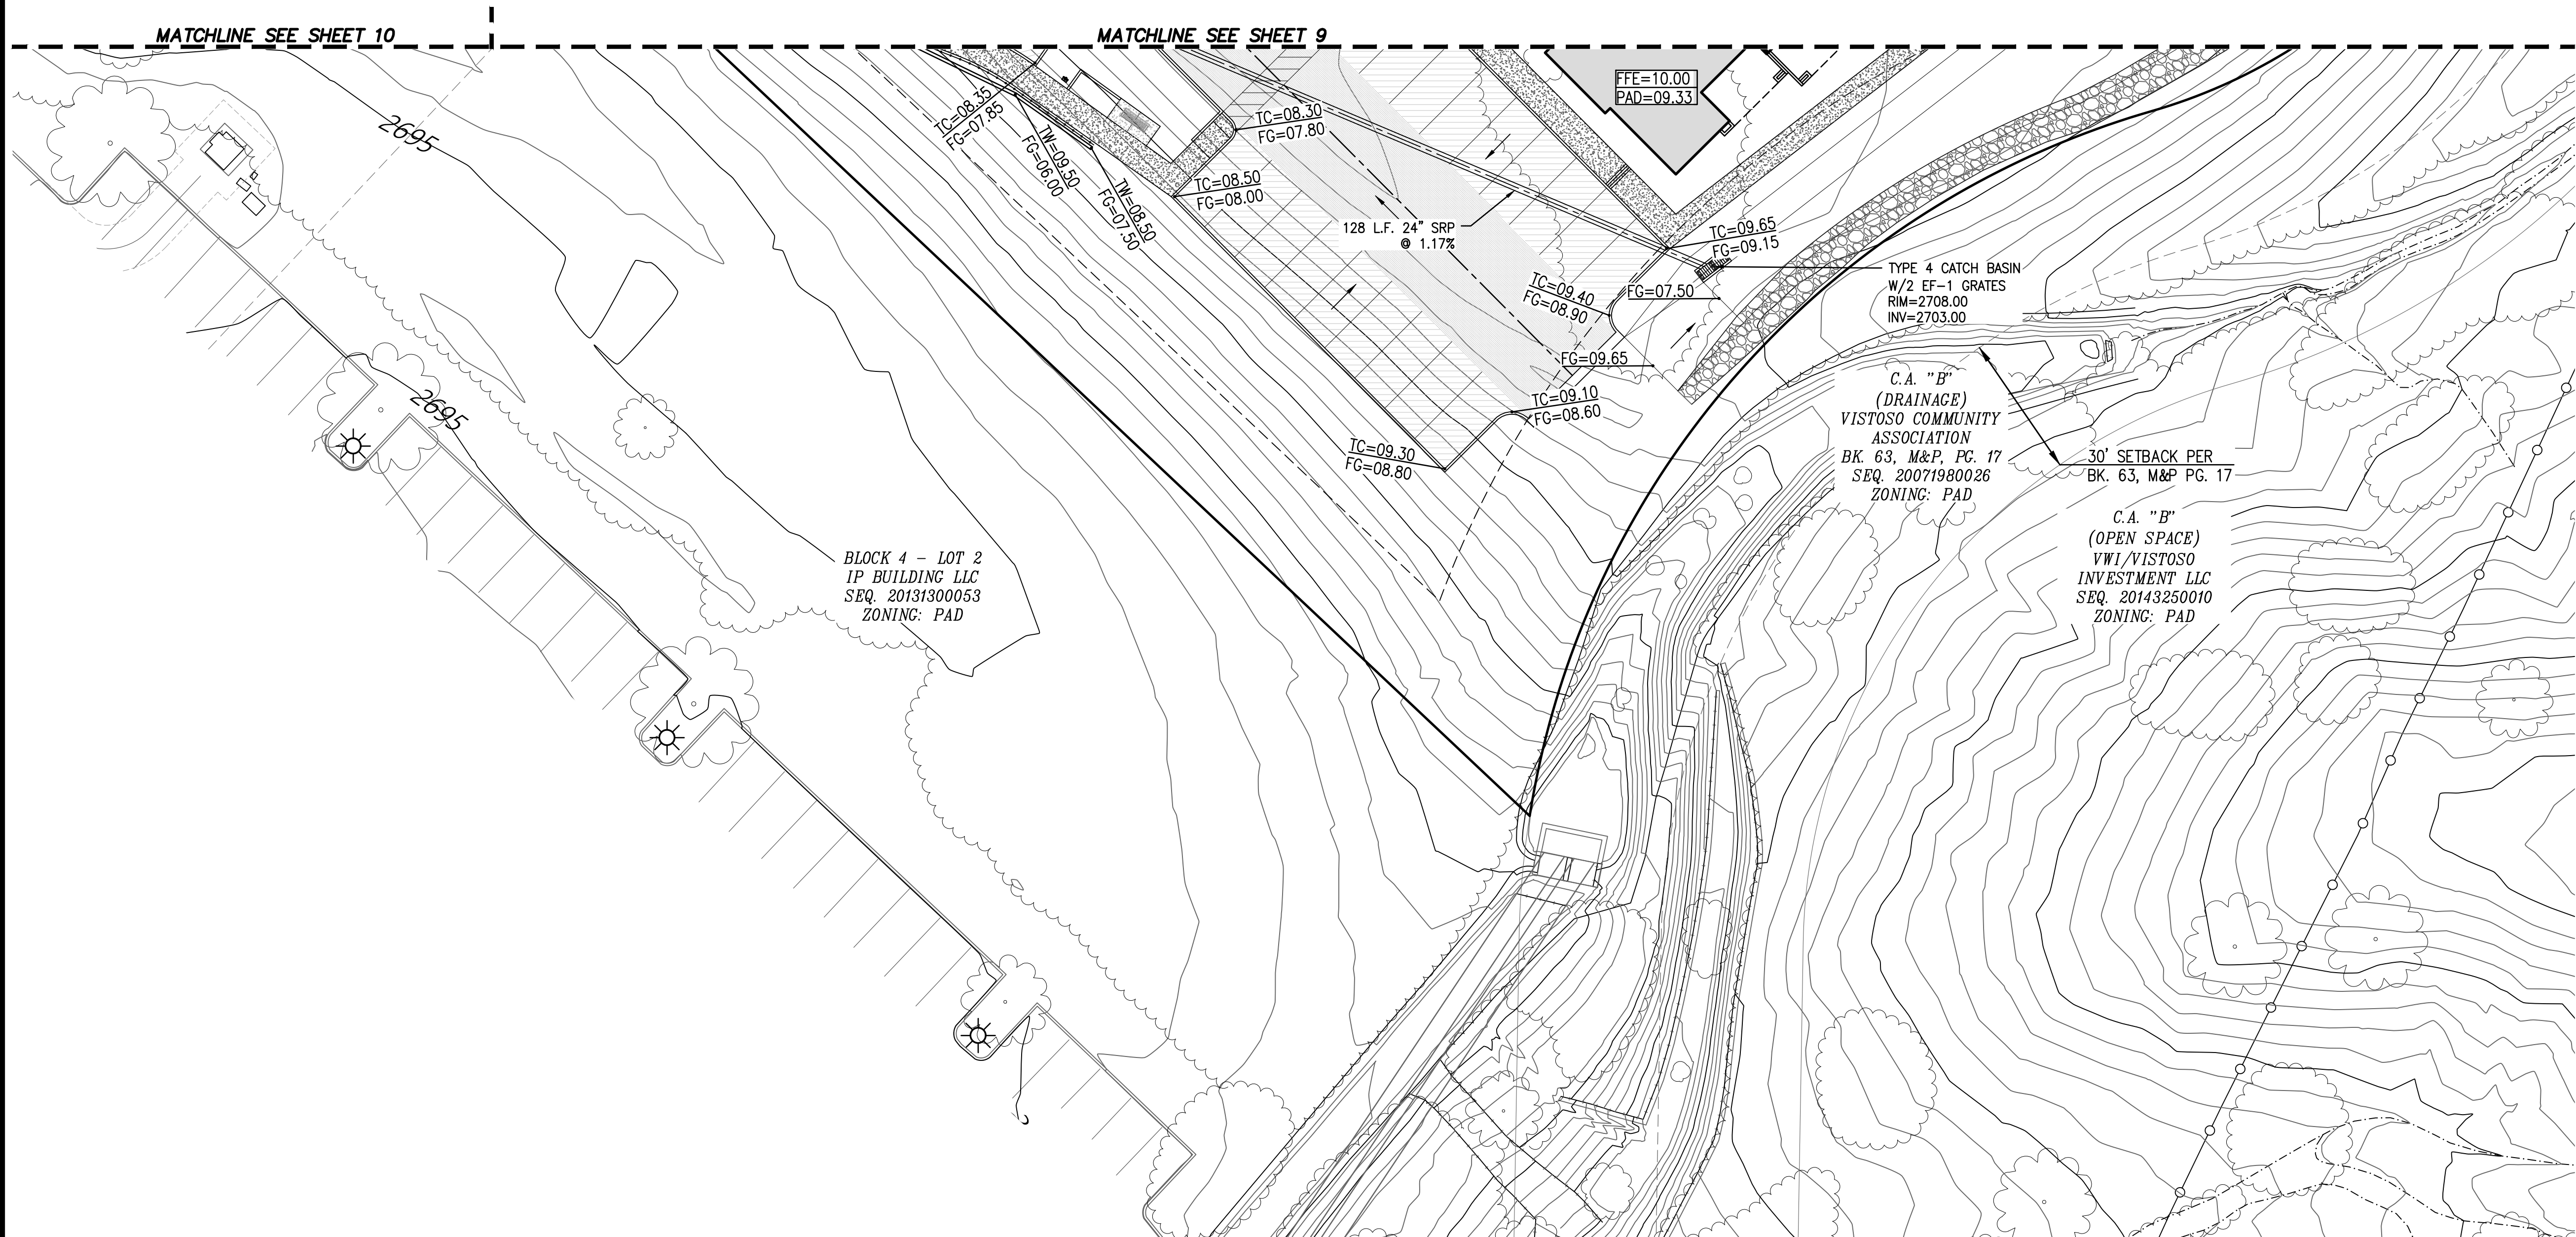 MATCHLINE SEE SHEET 10
MATCHLINE SEE SHEET 9
2695
2695
TC=08.35
FG=07.85
TW=09.50
FG=06.00
TW=08.50
FG=07.50
TC=08.30
FG=07.80
TC=08.50
FG=08.00
128 L.F. 24" SRP
@ 1.17%
FFE=10.00
PAD=09.33
TC=09.65
FG=09.15
TC=09.40
FG=08.90
FG=07.50
FG=09.65
TC=09.10
FG=08.60
TC=09.30
FG=08.80
TYPE 4 CATCH BASIN
W/2 EF-1 GRATES
RIM=2708.00
INV=2703.00
C.A. "B"
(DRAINAGE)
VISTOSO COMMUNITY
ASSOCIATION
BK. 63, M&P, PG. 17
SEQ. 20071980026
ZONING: PAD
30' SETBACK PER
BK. 63, M&P PG. 17
C.A. "B"
(OPEN SPACE)
VWI/VISTOSO
INVESTMENT LLC
SEQ. 20143250010
ZONING: PAD
BLOCK 4 - LOT 2
IP BUILDING LLC
SEQ. 20131300053
ZONING: PAD